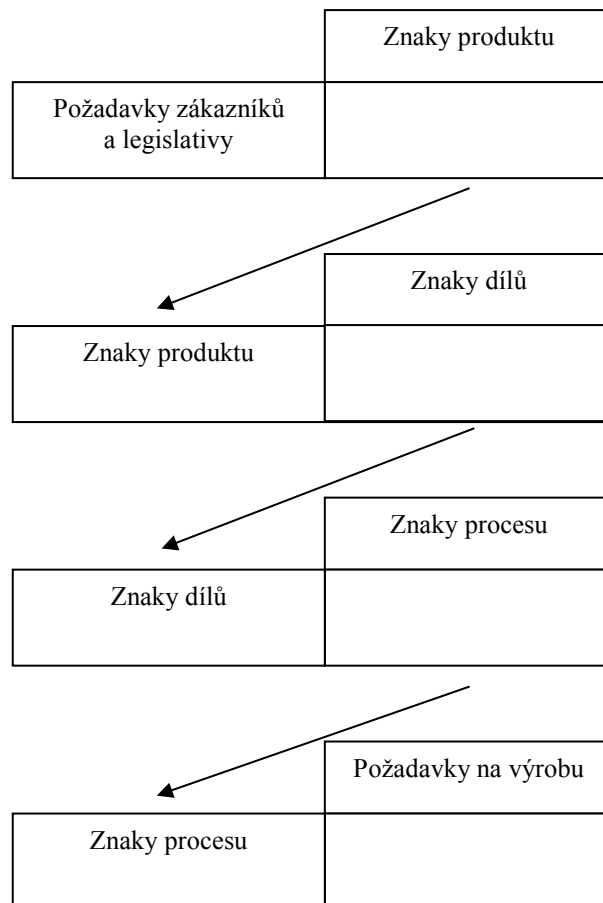 Znaky produktu
Požadavky zákazníků
a legislativy
Znaky dílů
Znaky produktu
Znaky procesu
Znaky dílů
Požadavky na výrobu
Znaky procesu